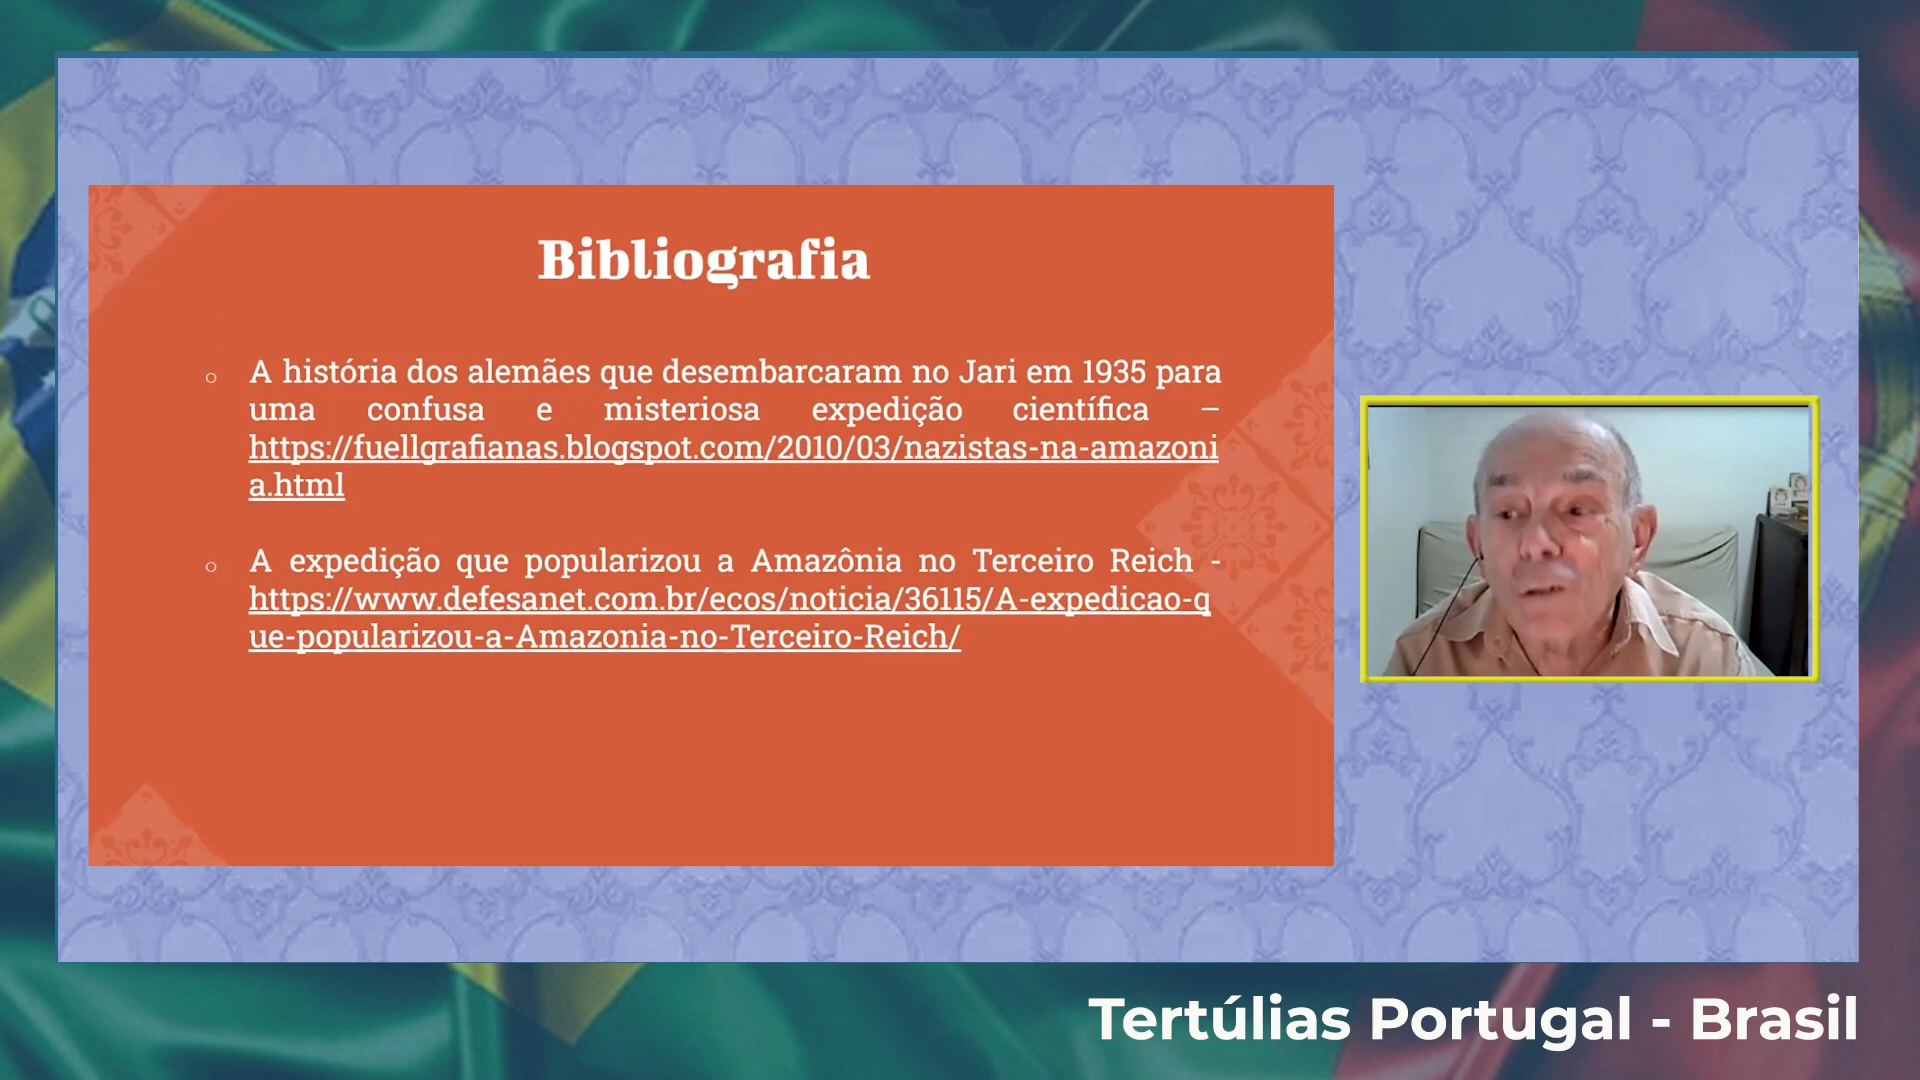 Bibliografia
A história dos alemães que desembarcaram no Jari em 1935 para
uma confusa e misteriosa expedição científica –
https://fuellgrafianas.blogspot.com/2010/03/nazistas-na-amazoni
a.html
A expedição que popularizou a Amazônia no Terceiro Reich -
https://www.defesanet.com.br/ecos/noticia/36115/A-expedicao-q
ue-popularizou-a-Amazonia-no-Terceiro-Reich/
Tertúlias Portugal - Brasil